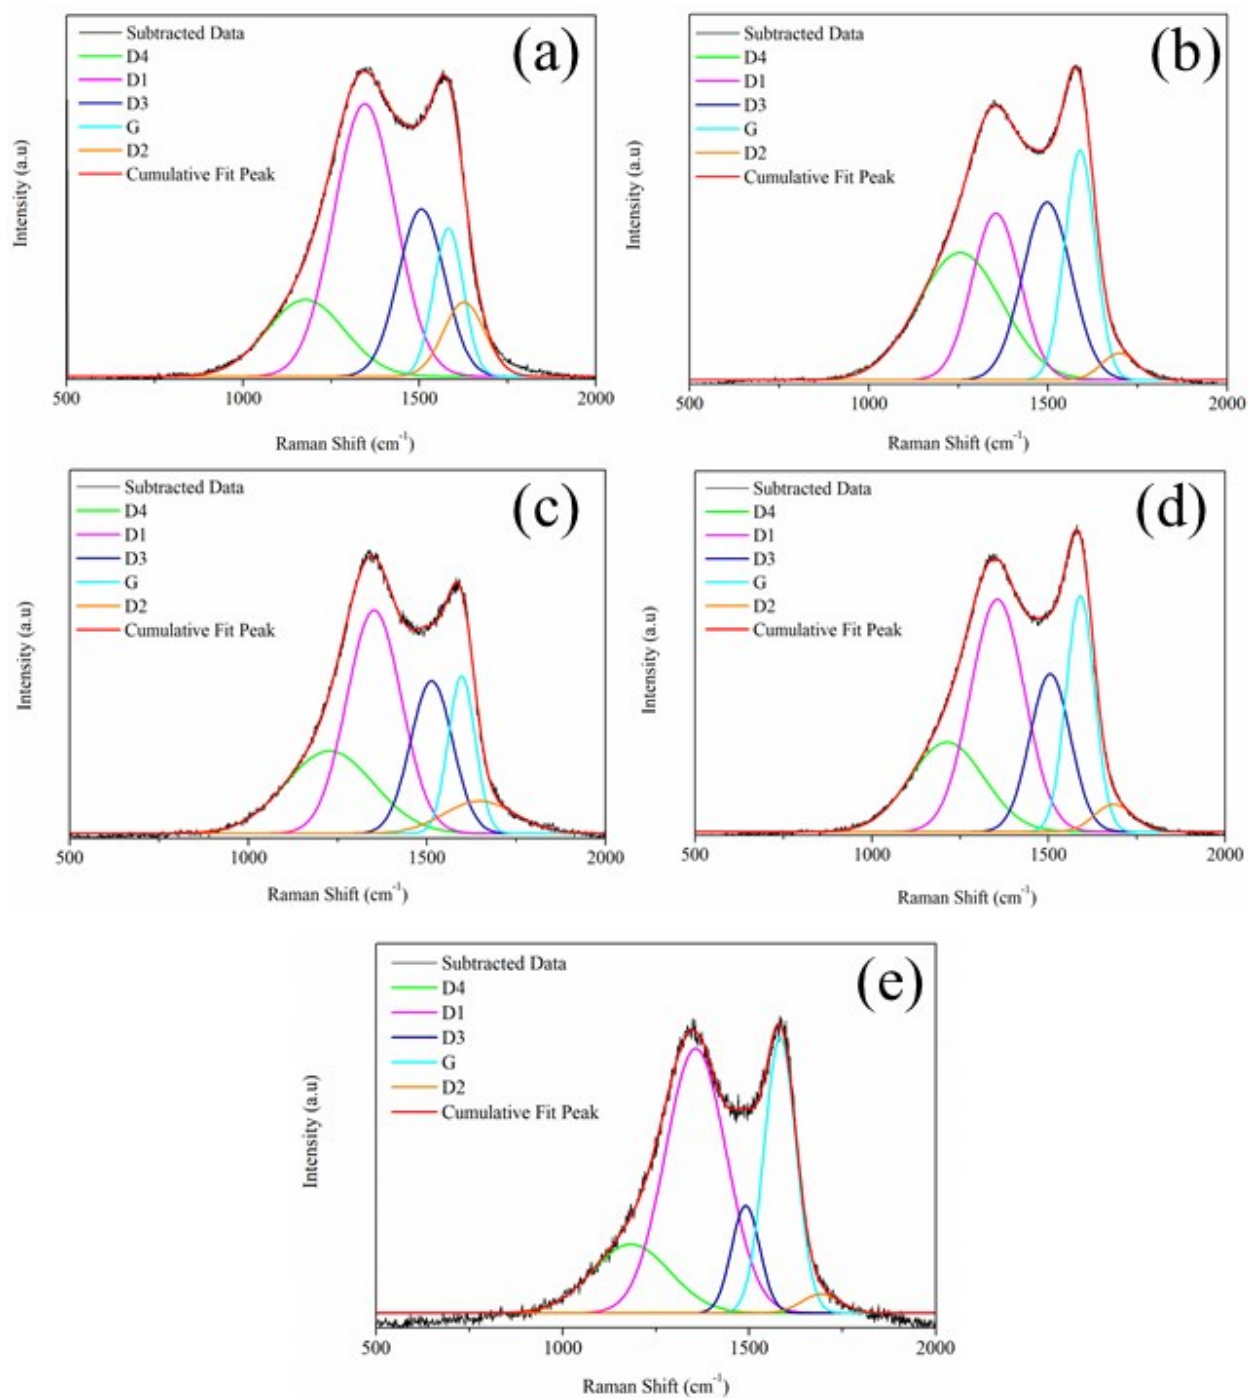 (a)
Subtracted Data
D4
D1
D3
G
D2
Cumulative Fit Peak
Intensity (a.u)
500
1000
1500
2000
Raman Shift (cm-1)
(b)
Subtracted Data
D4
D1
D3
G
D2
Cumulative Fit Peak
Intensity (a.u)
500
1000
1500
2000
Raman Shift (cm-1)
(c)
Subtracted Data
D4
D1
D3
G
D2
Cumulative Fit Peak
Intensity (a.u)
500
1000
1500
2000
Raman Shift (cm-1)
(d)
Subtracted Data
D4
D1
D3
G
D2
Cumulative Fit Peak
Intensity (a.u)
500
1000
1500
2000
Raman Shift (cm-1)
(e)
Subtracted Data
D4
D1
D3
G
D2
Cumulative Fit Peak
Intensity (a.u)
500
1000
1500
2000
Raman Shift (cm-1)